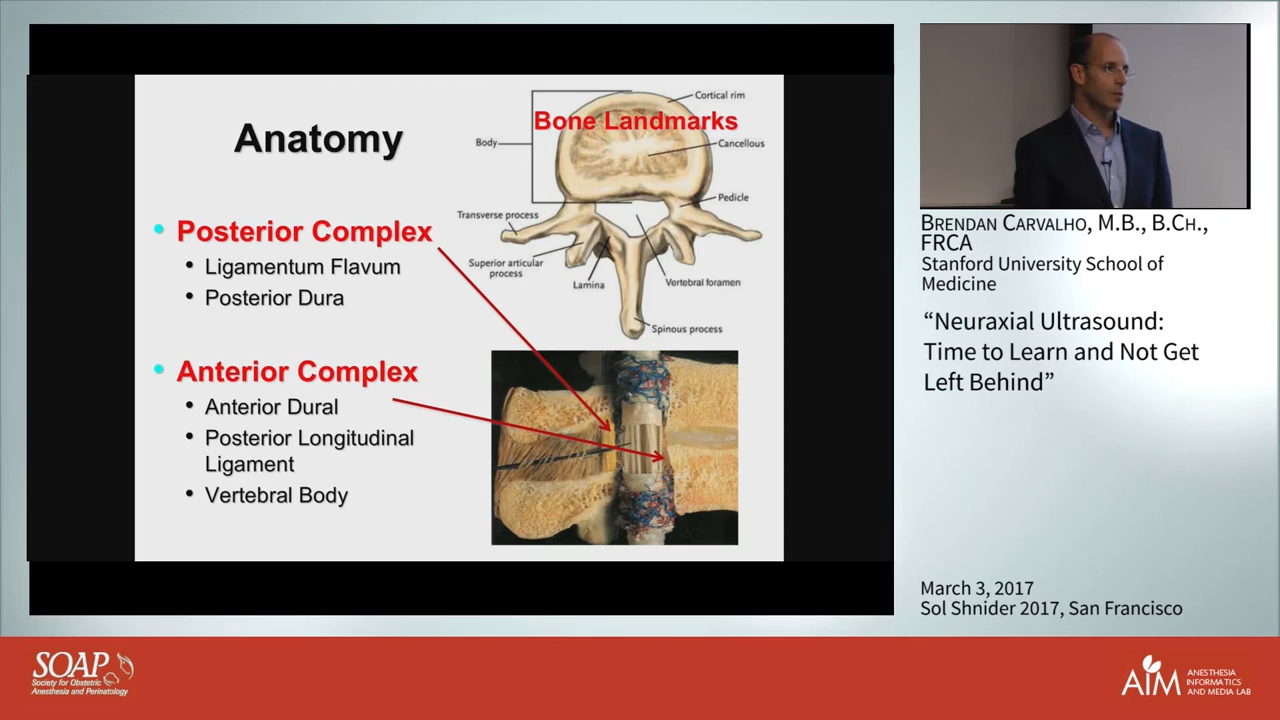 Anatomy
Posterior Complex
Ligamentum Flavum
Posterior Dura
Anterior Complex
Anterior Dural
Posterior Longitudinal
Ligament
Vertebral Body
Cortical rim
Bone Landmarks
Body
Cancellous
Pedicle
Transverse process
Superior articular
process
Lamina
Vertebral foramen
Spinous process
BRENDAN CARVALHO, M.B., B.CH.,
FRCA
Stanford University School of
Medicine
“Neuraxial Ultrasound:
Time to Learn and Not Get
Left Behind”
March 3, 2017
Sol Shnider 2017, San Francisco
SOAP
Society for Obstetric
Anesthesia and Perinatology
AIM
ANESTHESIA
INFORMATICS
AND MEDIA LAB